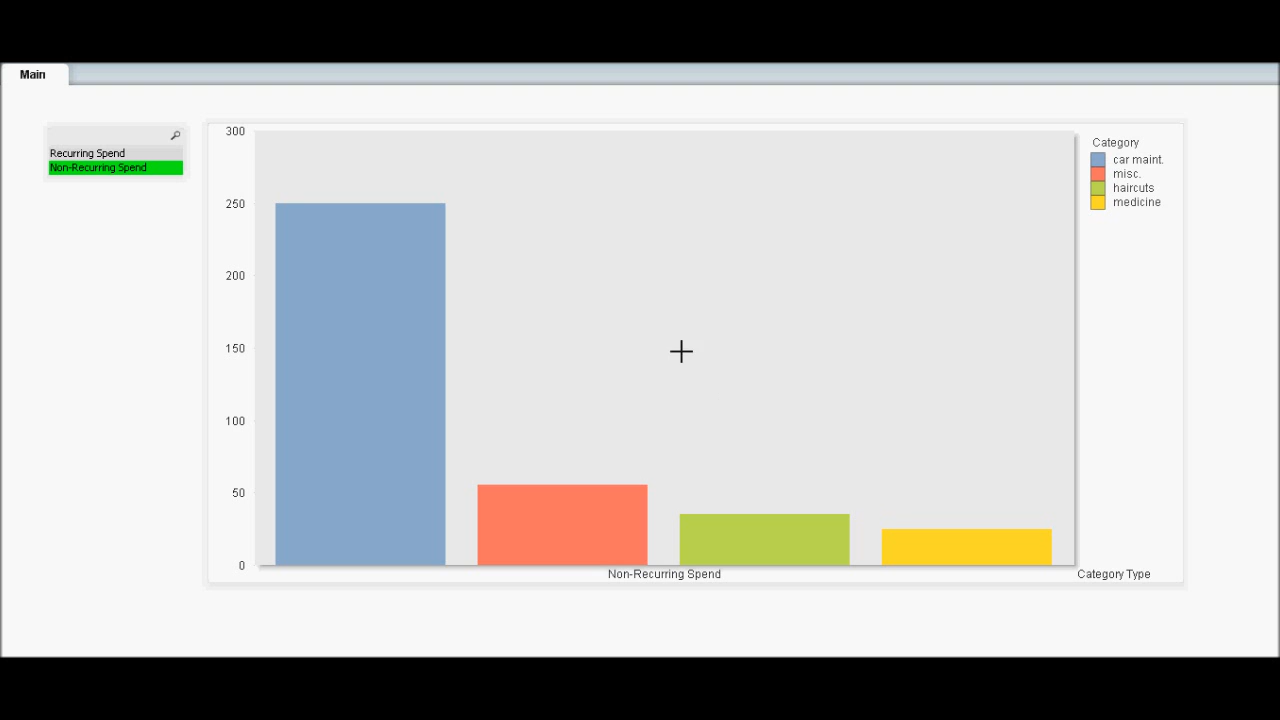 Main
Recurring Spend
Non-Recurring Spend
300
250
200
150
100
50
0
Non-Recurring Spend
Category Type
Category
car maint.
misc.
haircuts
medicine